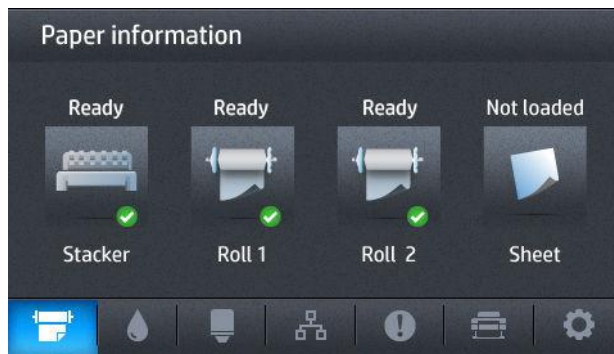 Paper information
Ready Ready Ready Not loaded
Stacker Roll 1 Roll 2 Sheet